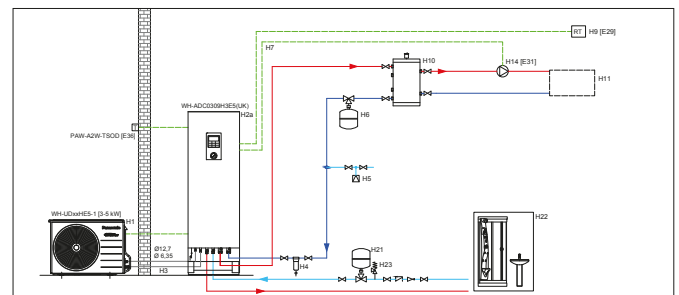 RT
H9 [E29]
H7
H10
H14 [E31]
H11
WH-ADC0309H3E5(UK)
H2a
H6
PAW-A2W-TSOD [E36]
H5
WH-UDxxHE5-1 [3-5 kW]
H1
Panasonic
H22
Ø12,7
Ø 6,35
H21
H23
H3
H4